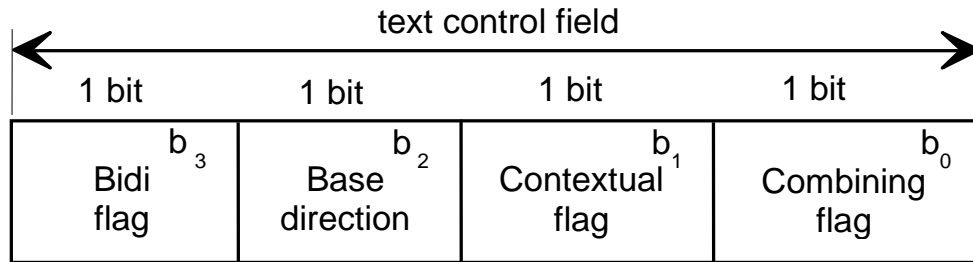 text control field
1 bit 1 bit 1 bit 1 bit
b3 b2 b1 b0
Bidi Base Contextual Combining
flag direction flag flag